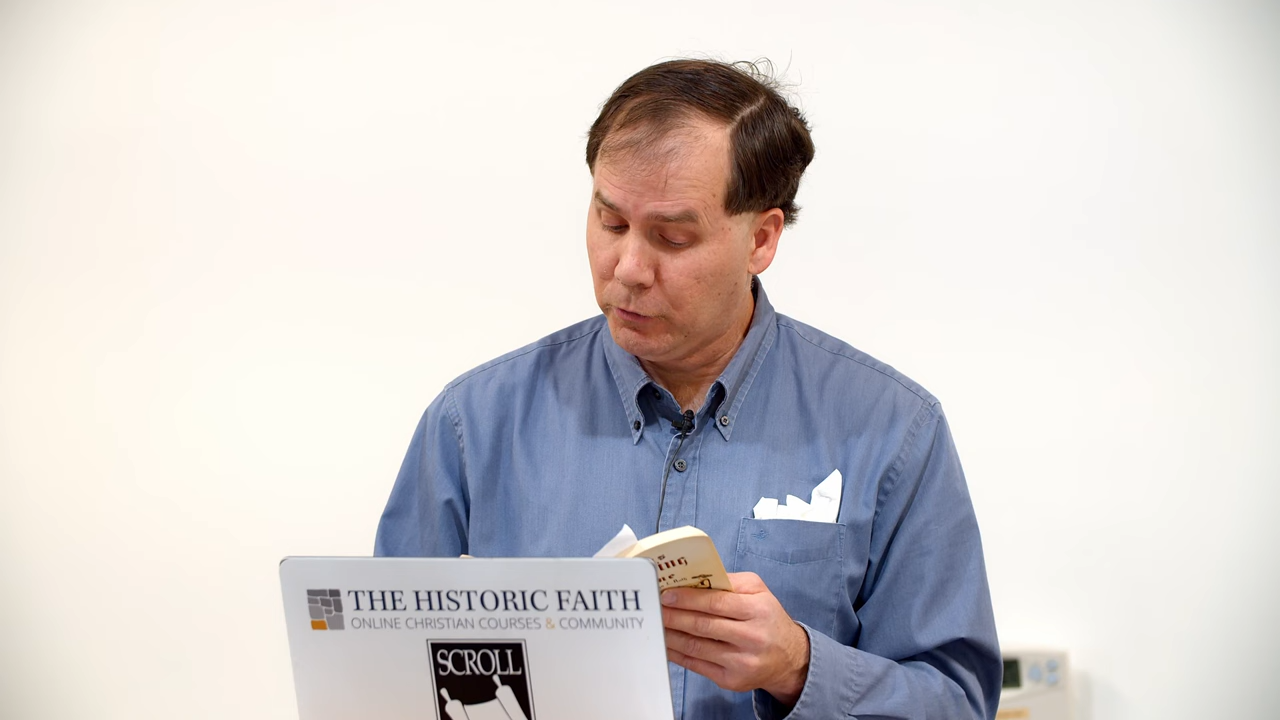 THE HISTORIC FAITH
ONLINE CHRISTIAN COURSES & COMMUNITY
SCROLL